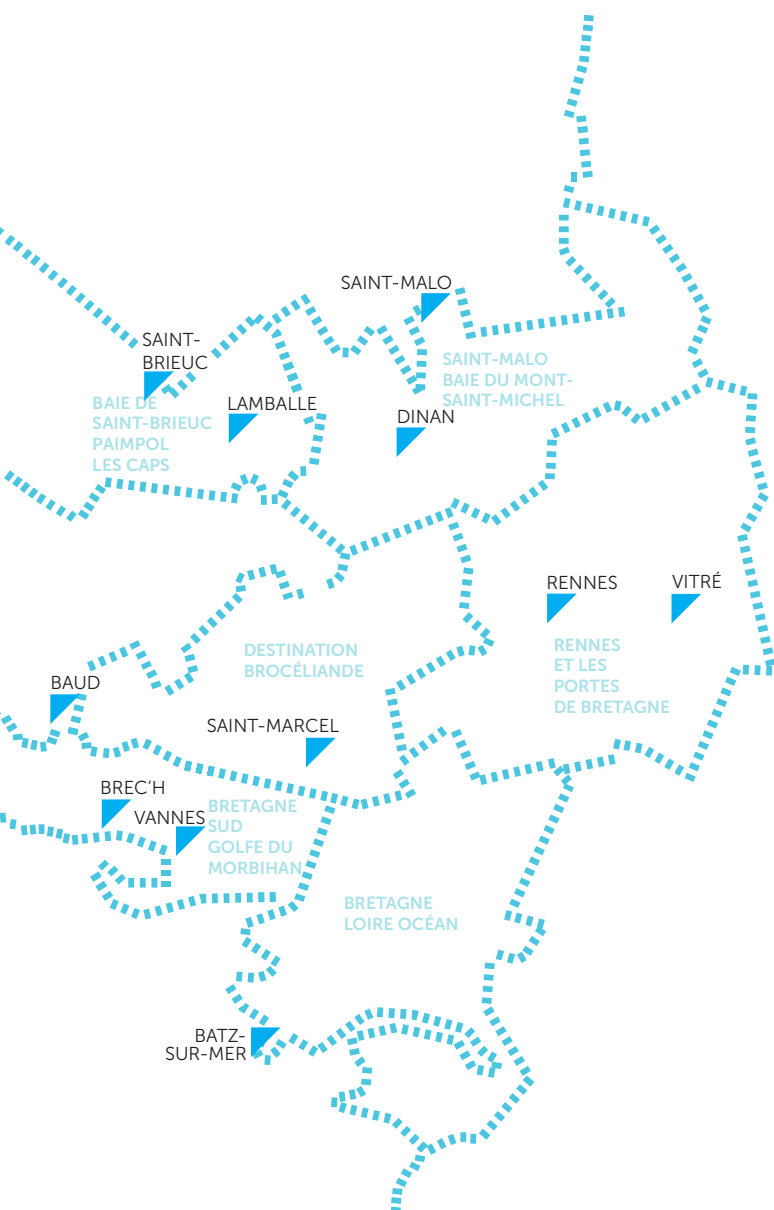 SAINT-MALO
SAINT-
BRIEUC
SAINT-MALO
BAIE DU MONT-
SAINT-MICHEL
BAIE DE
SAINT-BRIEUC
PAIMPOL
LES CAPS
LAMBALLE
DINAN
RENNES
VITRÉ
DESTINATION
BROCÉLIANDE
RENNES
ET LES
PORTES
DE BRETAGNE
BAUD
SAINT-MARCEL
BREC'H
VANNES
BRETAGNE
SUD
GOLFE DU
MORBIHAN
BRETAGNE
LOIRE OCÉAN
BATZ-
SUR-MER